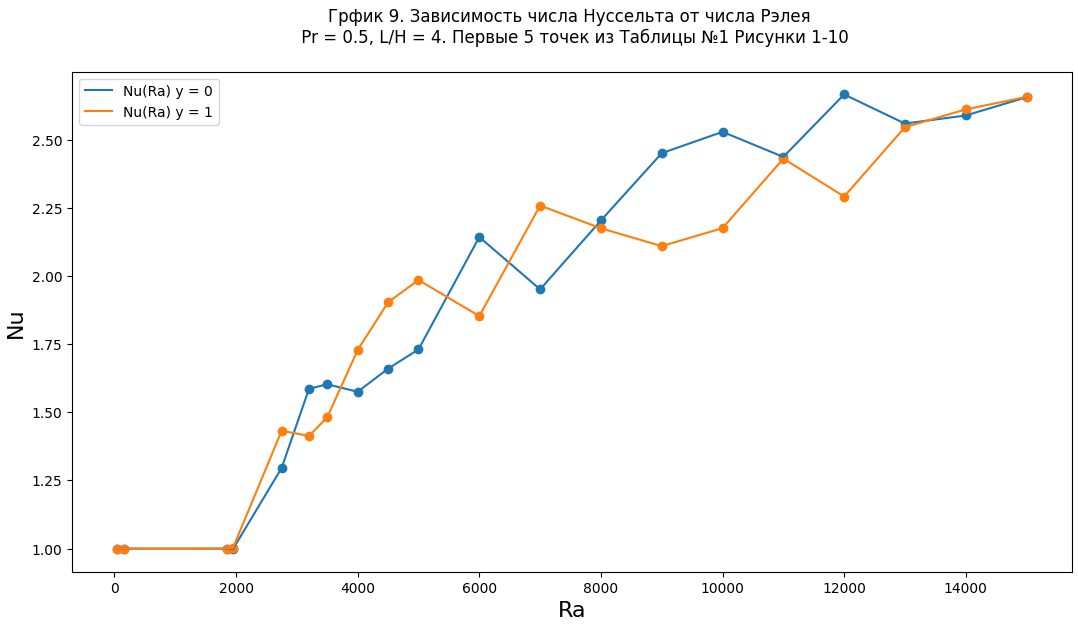 Грфик 9. Зависимость числа Нуссельта от числа Рэлея
Pr = 0.5, L/H = 4. Первые 5 точек из Таблицы №1 Рисунки 1-10
Nu(Ra) y = 0
Nu(Ra) y = 1
Nu
2.50
2.25
2.00
1.75
1.50
1.25
1.00
0 2000 4000 6000 8000 10000 12000 14000
Ra